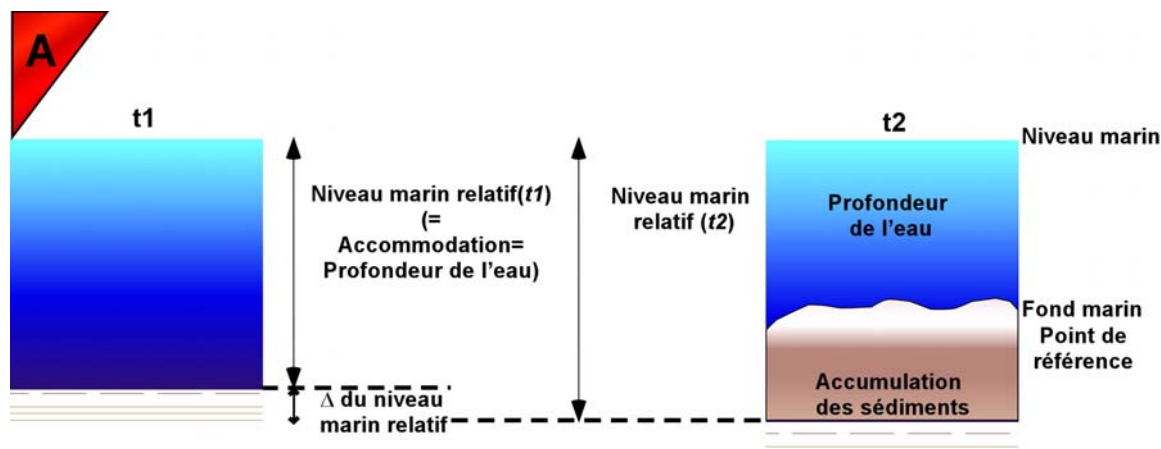 A
t1
Niveau marin relatif(t1)
(=
Accommodation=
Profondeur de l'eau)
Δ du niveau
marin relatif
Niveau marin
relatif (t2)
t2
Niveau marin
Profondeur
de l'eau
Fond marin
Point de
référence
Accumulation
des sédiments